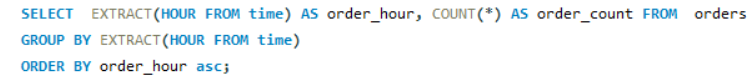 SELECT  EXTRACT(HOUR FROM time) AS order_hour, COUNT(*) AS order_count FROM  orders
GROUP BY EXTRACT(HOUR FROM time)
ORDER BY order_hour asc;